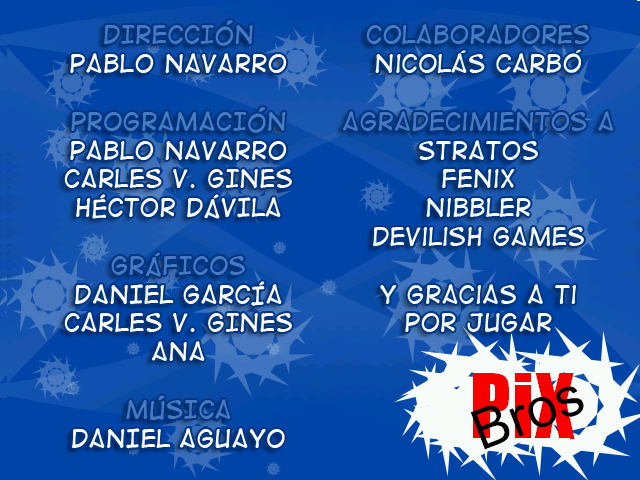 DIRECCIÓN
PABLO NAVARRO
PROGRAMACIÓN
PABLO NAVARRO
CARLES V. GINES
HÉCTOR DÁVILA
GRÁFICOS
DANIEL GARCÍA
CARLES V. GINES
ANA
MÚSICA
DANIEL AGUAYO
COLABORADORES
NICOLÁS CARBÓ
AGRADECIMIENTOS A
STRATOS
FENIX
NIBBLER
DEVILISH GAMES
Y GRACIAS A TI
POR JUGAR
PiX
Bros